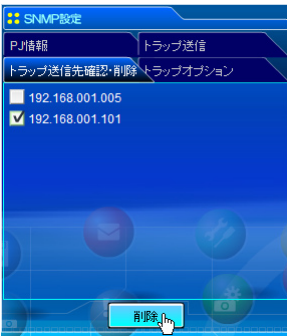 SNMP設定
PJ情報
トラップ送信
トラップ送信先確認・削除
トラップオプション
192.168.001.005
192.168.001.101
削除